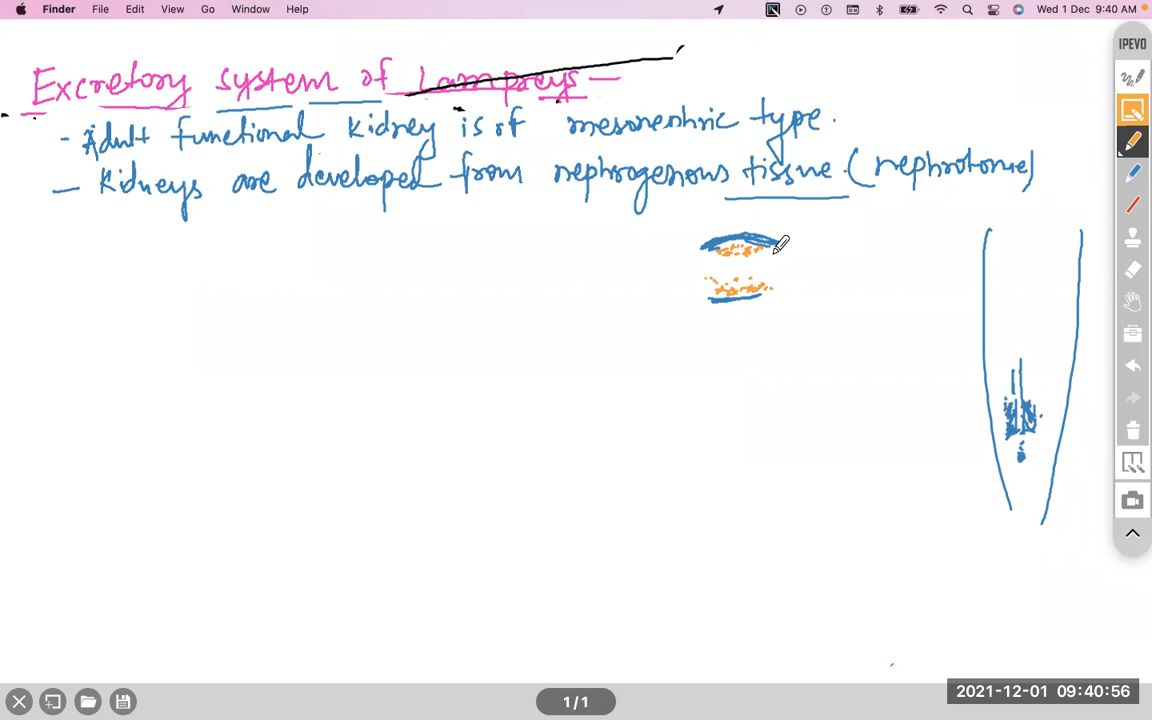 Finder File Edit View Go Window Help Wed 1 Dec 9:40 AM
IPEVO
Excretory system of Lampreys —
- Adult functional kidney is of mesonephric type.
— Kidneys are developed from nephrogenous tissue (nephrotome)
1/1
2021-12-01 09:40:56